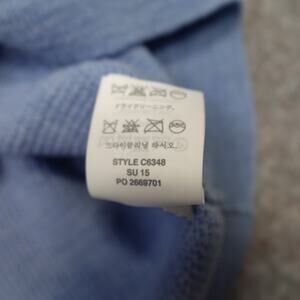 ドライクリーニング.
드라이클리닝 하시오.
STYLE C6348
SU 15
PO 2669701